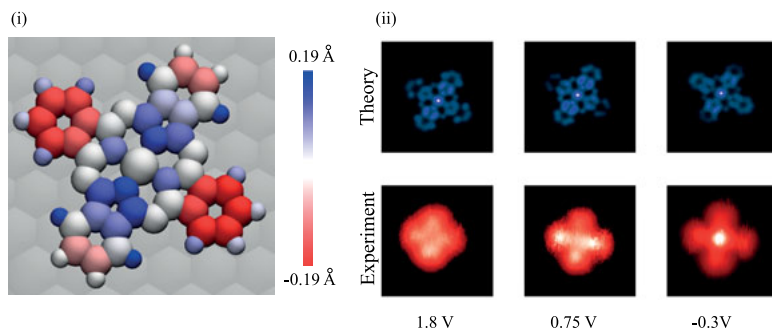 (i)
(ii)
0.19 Å
-0.19 Å
Theory
Experiment
1.8 V
0.75 V
-0.3V